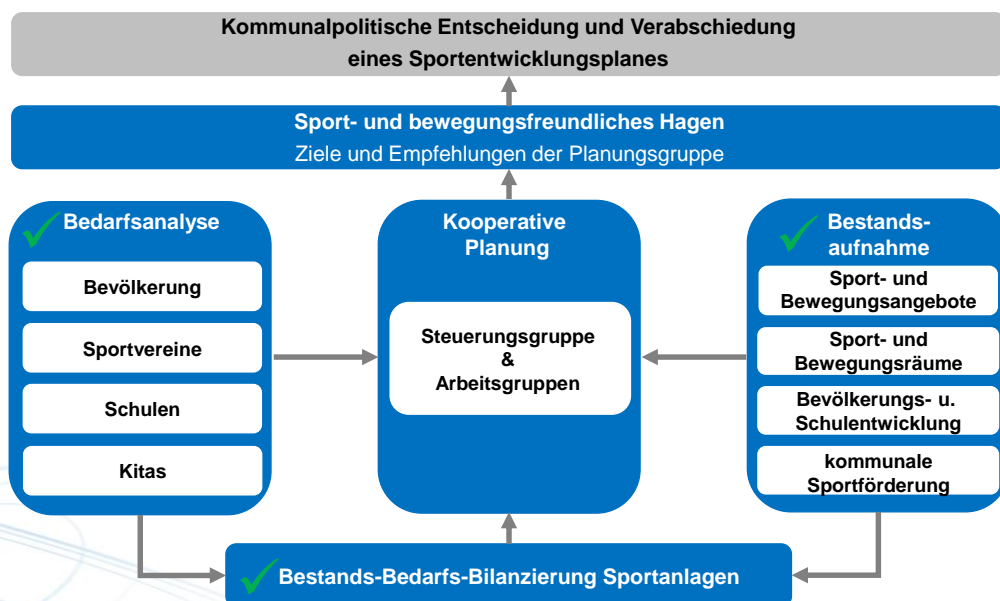 Kommunalpolitische Entscheidung und Verabschiedung
eines Sportentwicklungsplanes
Sport- und bewegungsfreundliches Hagen
Ziele und Empfehlungen der Planungsgruppe
Bedarfsanalyse
Bevölkerung
Sportvereine
Schulen
Kitas
Kooperative
Planung
Steuerungsgruppe
&
Arbeitsgruppen
Bestands-
aufnahme
Sport- und
Bewegungsangebote
Sport- und
Bewegungsräume
Bevölkerungs- u.
Schulentwicklung
kommunale
Sportförderung
Bestands-Bedarfs-Bilanzierung Sportanlagen